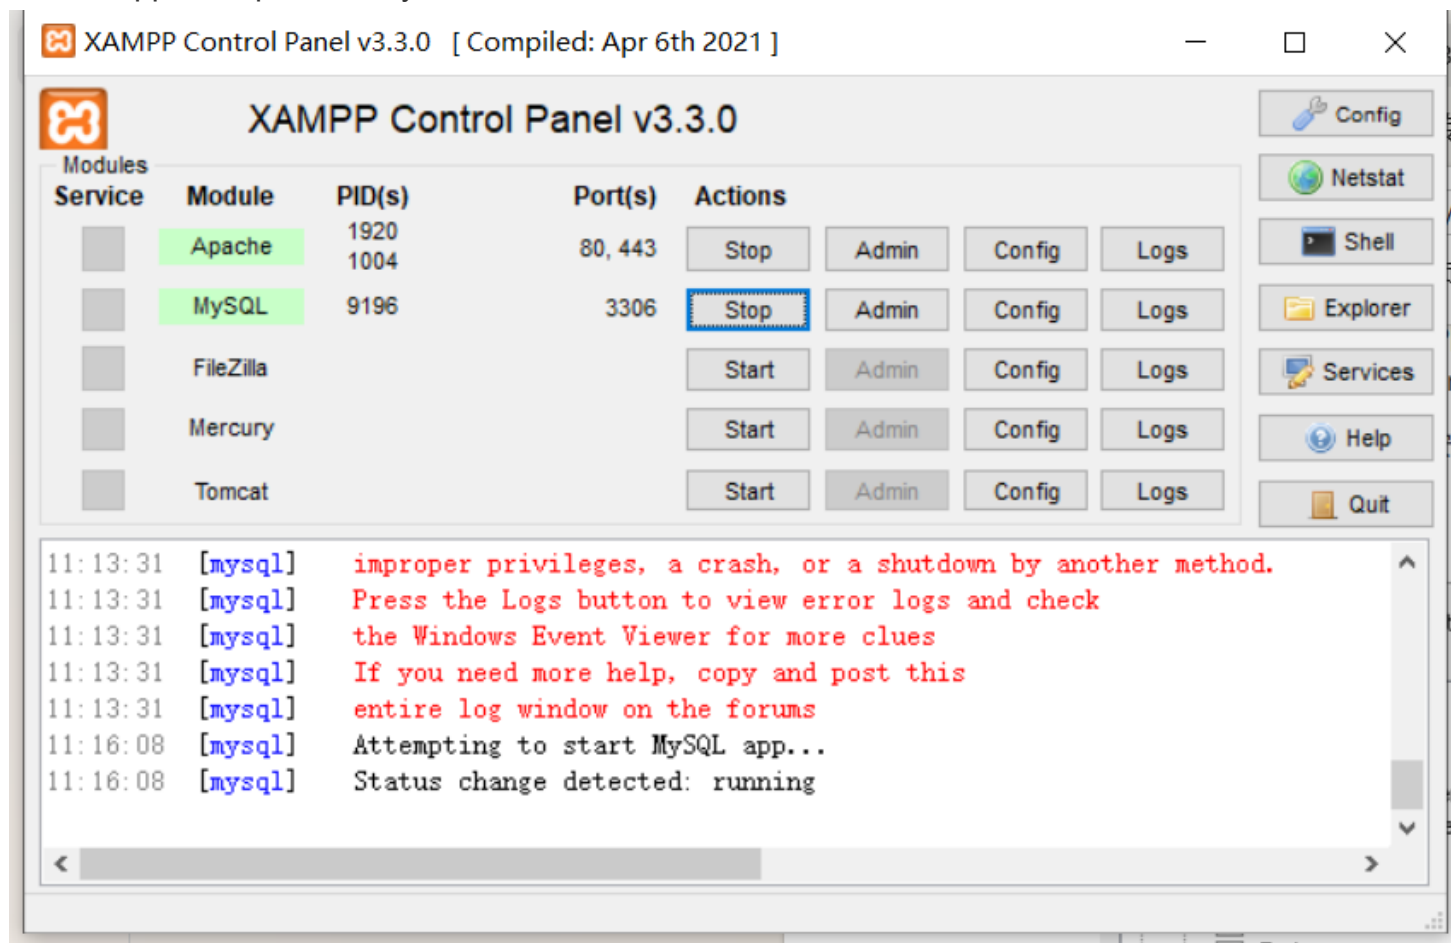 XAMPP Control Panel v3.3.0 [ Compiled: Apr 6th 2021 ]
XAMPP Control Panel v3.3.0
Config
Modules
Service Module PID(s) Port(s) Actions
Netstat
Apache 1920 1004 80, 443 Stop Admin Config Logs
Shell
MySQL 9196 3306 Stop Admin Config Logs
Explorer
FileZilla Start Admin Config Logs
Services
Mercury Start Admin Config Logs
Help
Tomcat Start Admin Config Logs
Quit
11:13:31 [mysql] improper privileges, a crash, or a shutdown by another method.
11:13:31 [mysql] Press the Logs button to view error logs and check
11:13:31 [mysql] the Windows Event Viewer for more clues
11:13:31 [mysql] If you need more help, copy and post this
11:13:31 [mysql] entire log window on the forums
11:16:08 [mysql] Attempting to start MySQL app...
11:16:08 [mysql] Status change detected: running